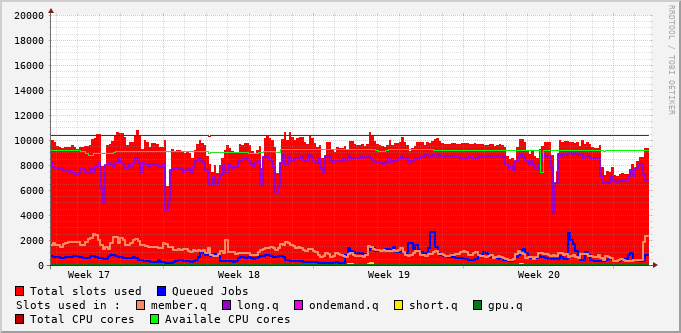 20000
18000
16000
14000
12000
10000
8000
6000
4000
2000
0
RRDTOOL / TOBI OETIKER
Week 17 Week 18 Week 19 Week 20
Total slots used Queued Jobs
Slots used in : member.q long.q ondemand.q short.q gpu.q
Total CPU cores Availale CPU cores